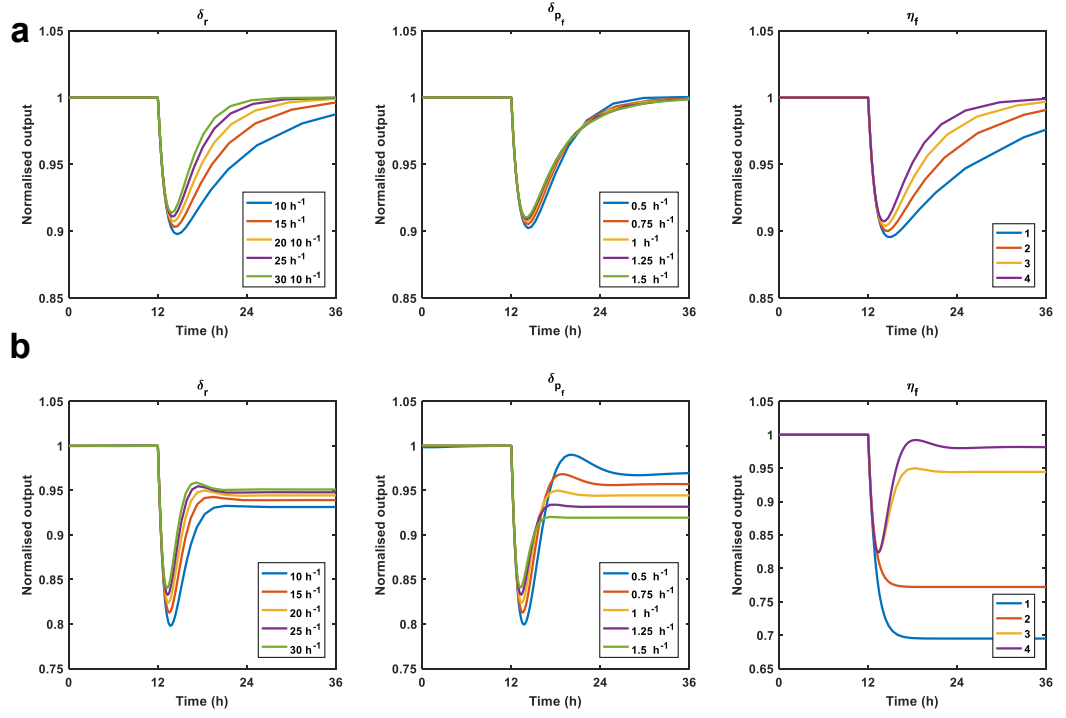 a
δr
Normalised output
1.05
1
0.95
0.9
0.85
0
12
24
36
Time (h)
10 h-1
15 h-1
20 10 h-1
25 h-1
30 10 h-1
δpf
Normalised output
1.05
1
0.95
0.9
0.85
0
12
24
36
Time (h)
0.5 h-1
0.75 h-1
1 h-1
1.25 h-1
1.5 h-1
ηf
Normalised output
1.05
1
0.95
0.9
0.85
0
12
24
36
Time (h)
1
2
3
4
b
δr
Normalised output
1.05
1
0.95
0.9
0.85
0.8
0.75
0
12
24
36
Time (h)
10 h-1
15 h-1
20 h-1
25 h-1
30 h-1
δpf
Normalised output
1.05
1
0.95
0.9
0.85
0.8
0.75
0
12
24
36
Time (h)
0.5 h-1
0.75 h-1
1 h-1
1.25 h-1
1.5 h-1
ηf
Normalised output
1.05
1
0.95
0.9
0.85
0.8
0.75
0.7
0.65
0
12
24
36
Time (h)
1
2
3
4